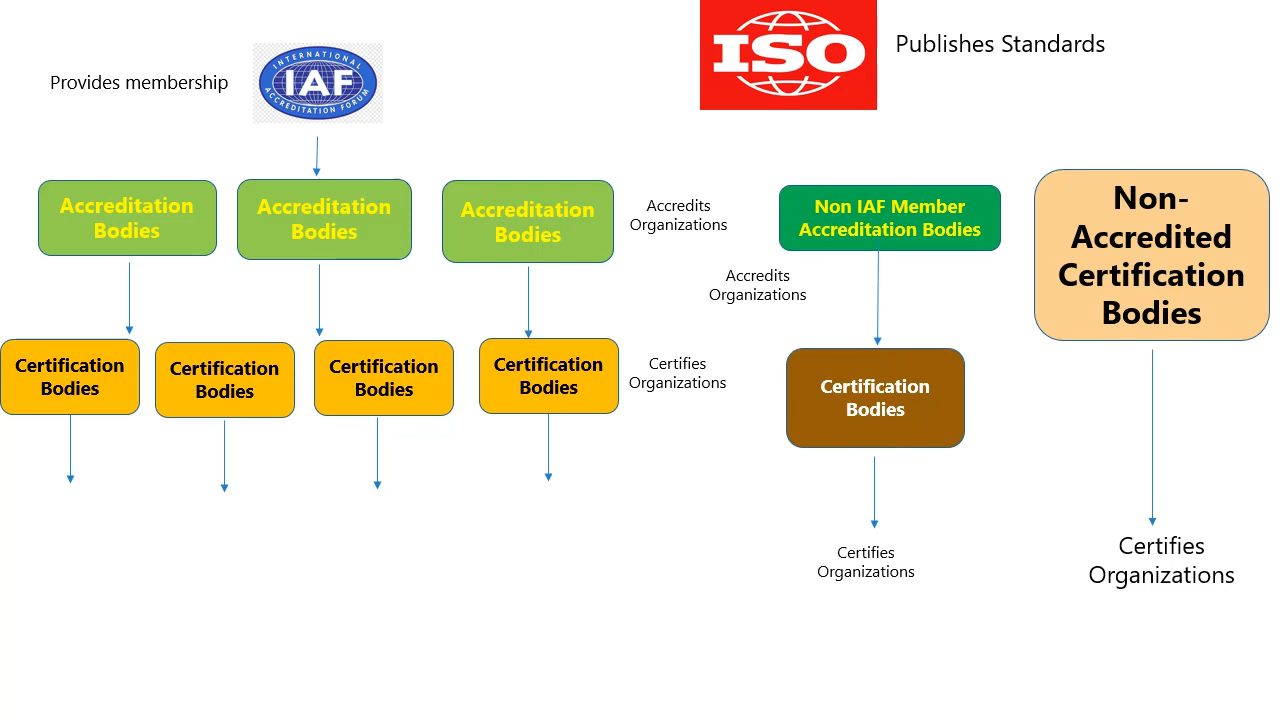 Provides membership
INTERNATIONAL
IAF
ACCREDITATION FORUM
ISO
Publishes Standards
Accreditation
Bodies
Accreditation
Bodies
Accreditation
Bodies
Accredits
Organizations
Non IAF Member
Accreditation Bodies
Non-
Accredited
Certification
Bodies
Accredits
Organizations
Certification
Bodies
Certification
Bodies
Certification
Bodies
Certification
Bodies
Certifies
Organizations
Certification
Bodies
Certifies
Organizations
Certifies
Organizations